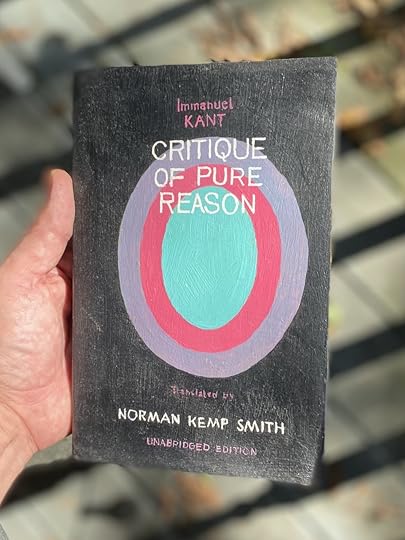 Immanuel
KANT
CRITIQUE
OF PURE
REASON
Translated by
NORMAN KEMP SMITH
UNABRIDGED EDITION